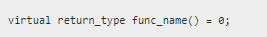 virtual return_type func_name() = 0;